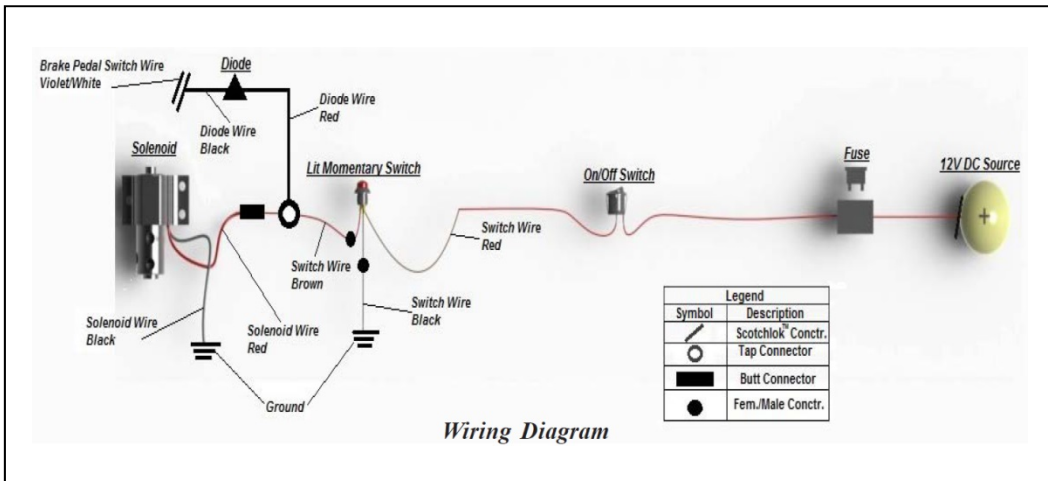 Brake Pedal Switch Wire
Violet/White
Diode
Diode Wire
Red
Diode Wire
Black
Solenoid
Lit Momentary Switch
On/Off Switch
Fuse
12V DC Source
+
Switch Wire
Red
Switch Wire
Brown
Switch Wire
Black
Solenoid Wire
Red
Solenoid Wire
Black
Ground
Legend
Symbol Description
Scotchlok™ Conctr.
Tap Connector
Butt Connector
Fem./Male Conctr.
Wiring Diagram